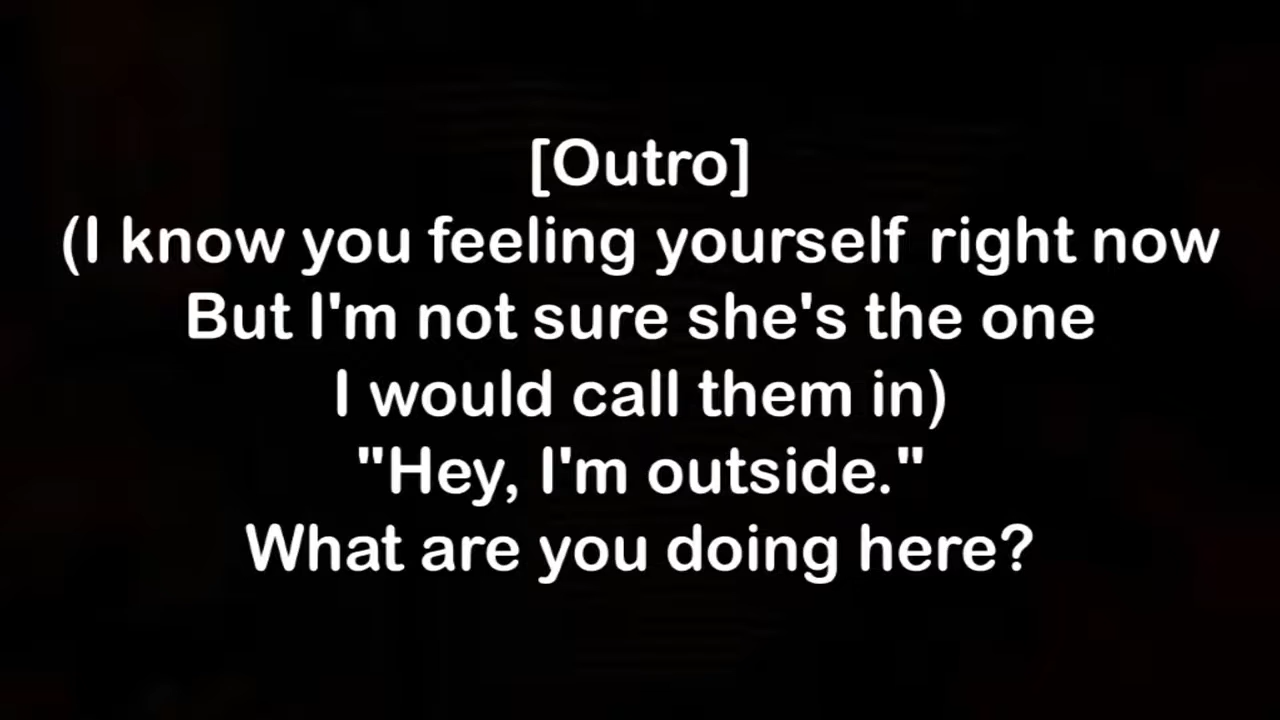 [Outro]
(I know you feeling yourself right now
But I'm not sure she's the one
I would call them in)
"Hey, I'm outside."
What are you doing here?